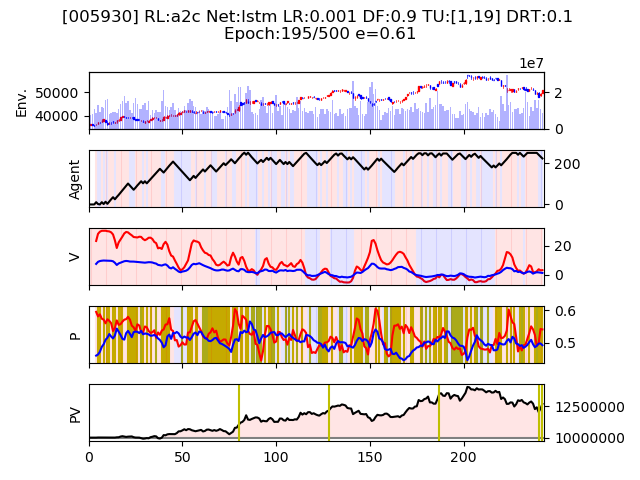 [005930] RL:a2c Net:lstm LR:0.001 DF:0.9 TU:[1,19] DRT:0.1
Epoch:195/500 e=0.61
1e7
Env.
50000
40000
2
0
Agent
200
0
V
20
0
P
0.6
0.5
PV
12500000
10000000
0 50 100 150 200